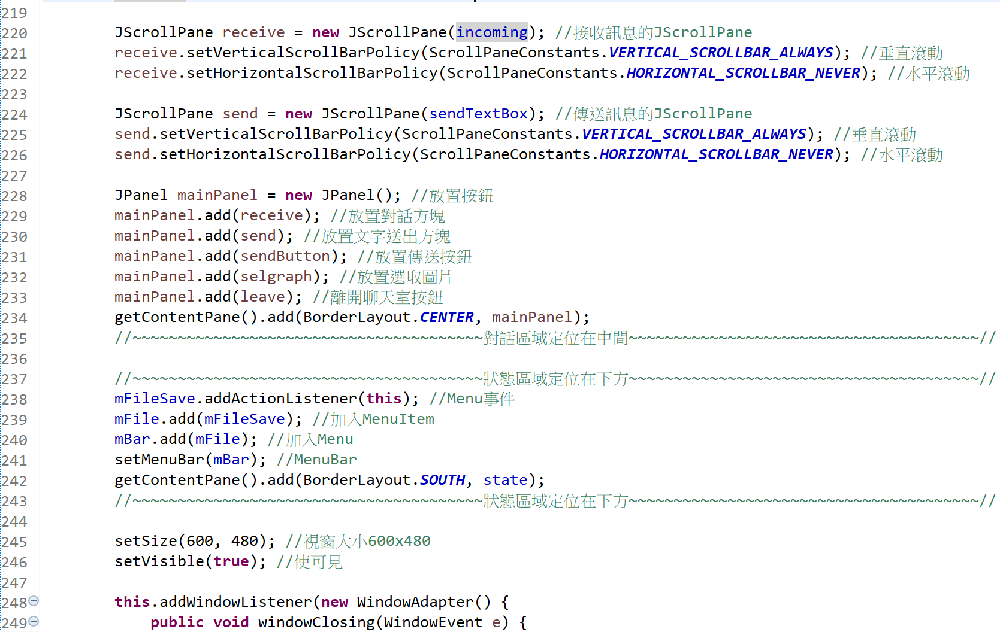 219
220 JScrollPane receive = new JScrollPane(incoming); //接收訊息的JScrollPane
221 receive.setVerticalScrollBarPolicy(ScrollPaneConstants.VERTICAL_SCROLLBAR_ALWAYS); //垂直滾動
222 receive.setHorizontalScrollBarPolicy(ScrollPaneConstants.HORIZONTAL_SCROLLBAR_NEVER); //水平滾動
223
224 JScrollPane send = new JScrollPane(sendTextBox); //傳送訊息的JScrollPane
225 send.setVerticalScrollBarPolicy(ScrollPaneConstants.VERTICAL_SCROLLBAR_ALWAYS); //垂直滾動
226 send.setHorizontalScrollBarPolicy(ScrollPaneConstants.HORIZONTAL_SCROLLBAR_NEVER); //水平滾動
227
228 JPanel mainPanel = new JPanel(); //放置按鈕
229 mainPanel.add(receive); //放置對話方塊
230 mainPanel.add(send); //放置文字送出方塊
231 mainPanel.add(sendButton); //放置傳送按鈕
232 mainPanel.add(selgraph); //放置選取圖片
233 mainPanel.add(leave); //離開聊天室按鈕
234 getContentPane().add(BorderLayout.CENTER, mainPanel);
235 //~~~~~~~~~~~~~~~~~~~~~~~~~~~~~~~~~~~~~~~對話區域定位在中間~~~~~~~~~~~~~~~~~~~~~~~~~~~~~~~~~~~~~~~//
236
237 //~~~~~~~~~~~~~~~~~~~~~~~~~~~~~~~~~~~~~~~狀態區域定位在下方~~~~~~~~~~~~~~~~~~~~~~~~~~~~~~~~~~~~~~~//
238 mFileSave.addActionListener(this); //Menu事件
239 mFile.add(mFileSave); //加入MenuItem
240 mBar.add(mFile); //加入Menu
241 setMenuBar(mBar); //MenuBar
242 getContentPane().add(BorderLayout.SOUTH, state);
243 //~~~~~~~~~~~~~~~~~~~~~~~~~~~~~~~~~~~~~~~狀態區域定位在下方~~~~~~~~~~~~~~~~~~~~~~~~~~~~~~~~~~~~~~~//
244
245 setSize(600, 480); //視窗大小600x480
246 setVisible(true); //使可見
247
248 this.addWindowListener(new WindowAdapter() {
249 public void windowClosing(WindowEvent e) {